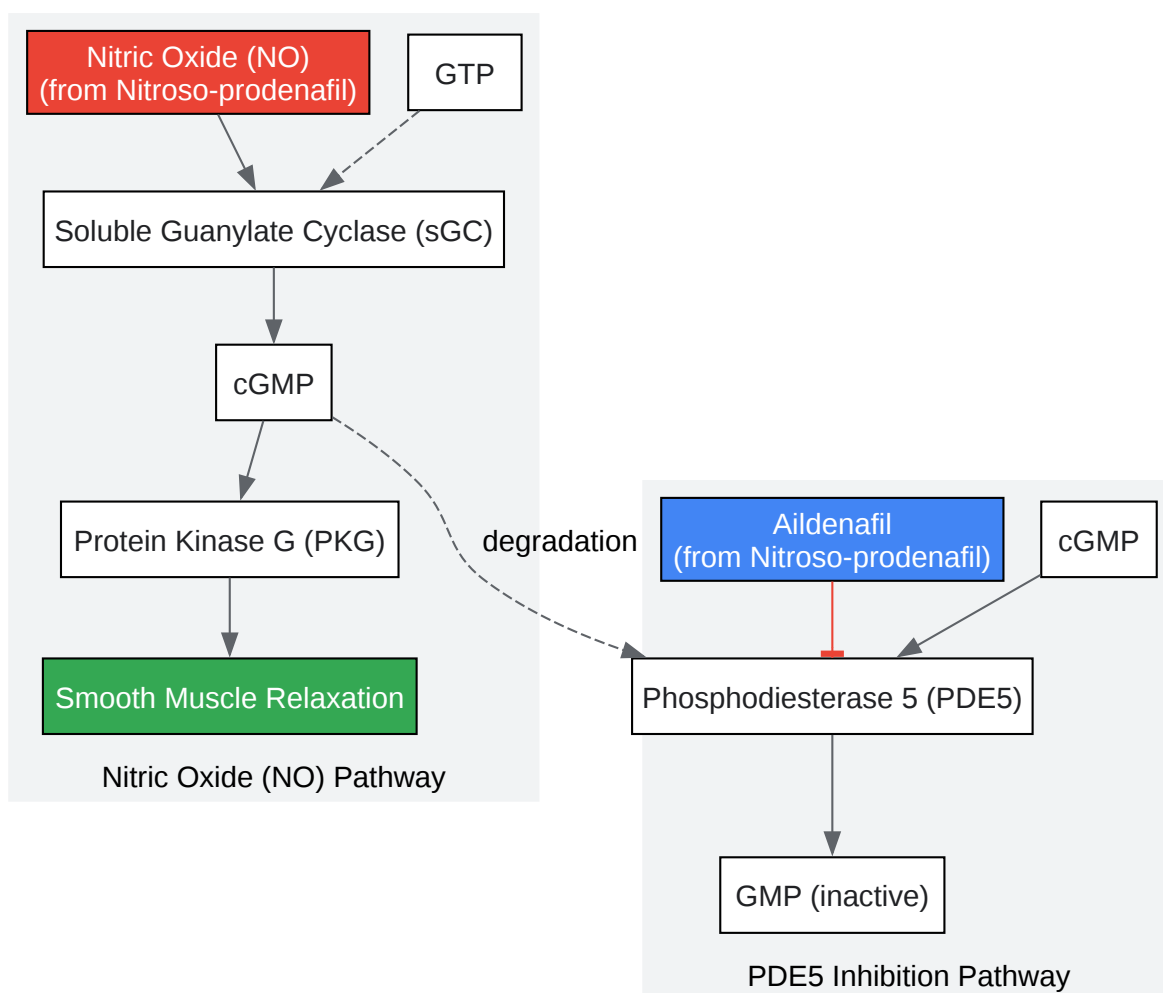 Nitric Oxide (NO)
(from Nitroso-prodenafil)
GTP
Soluble Guanylate Cyclase (sGC)
cGMP
Protein Kinase G (PKG)
Smooth Muscle Relaxation
Nitric Oxide (NO) Pathway
degradation
Aildenafil
(from Nitroso-prodenafil)
cGMP
Phosphodiesterase 5 (PDE5)
GMP (inactive)
PDE5 Inhibition Pathway